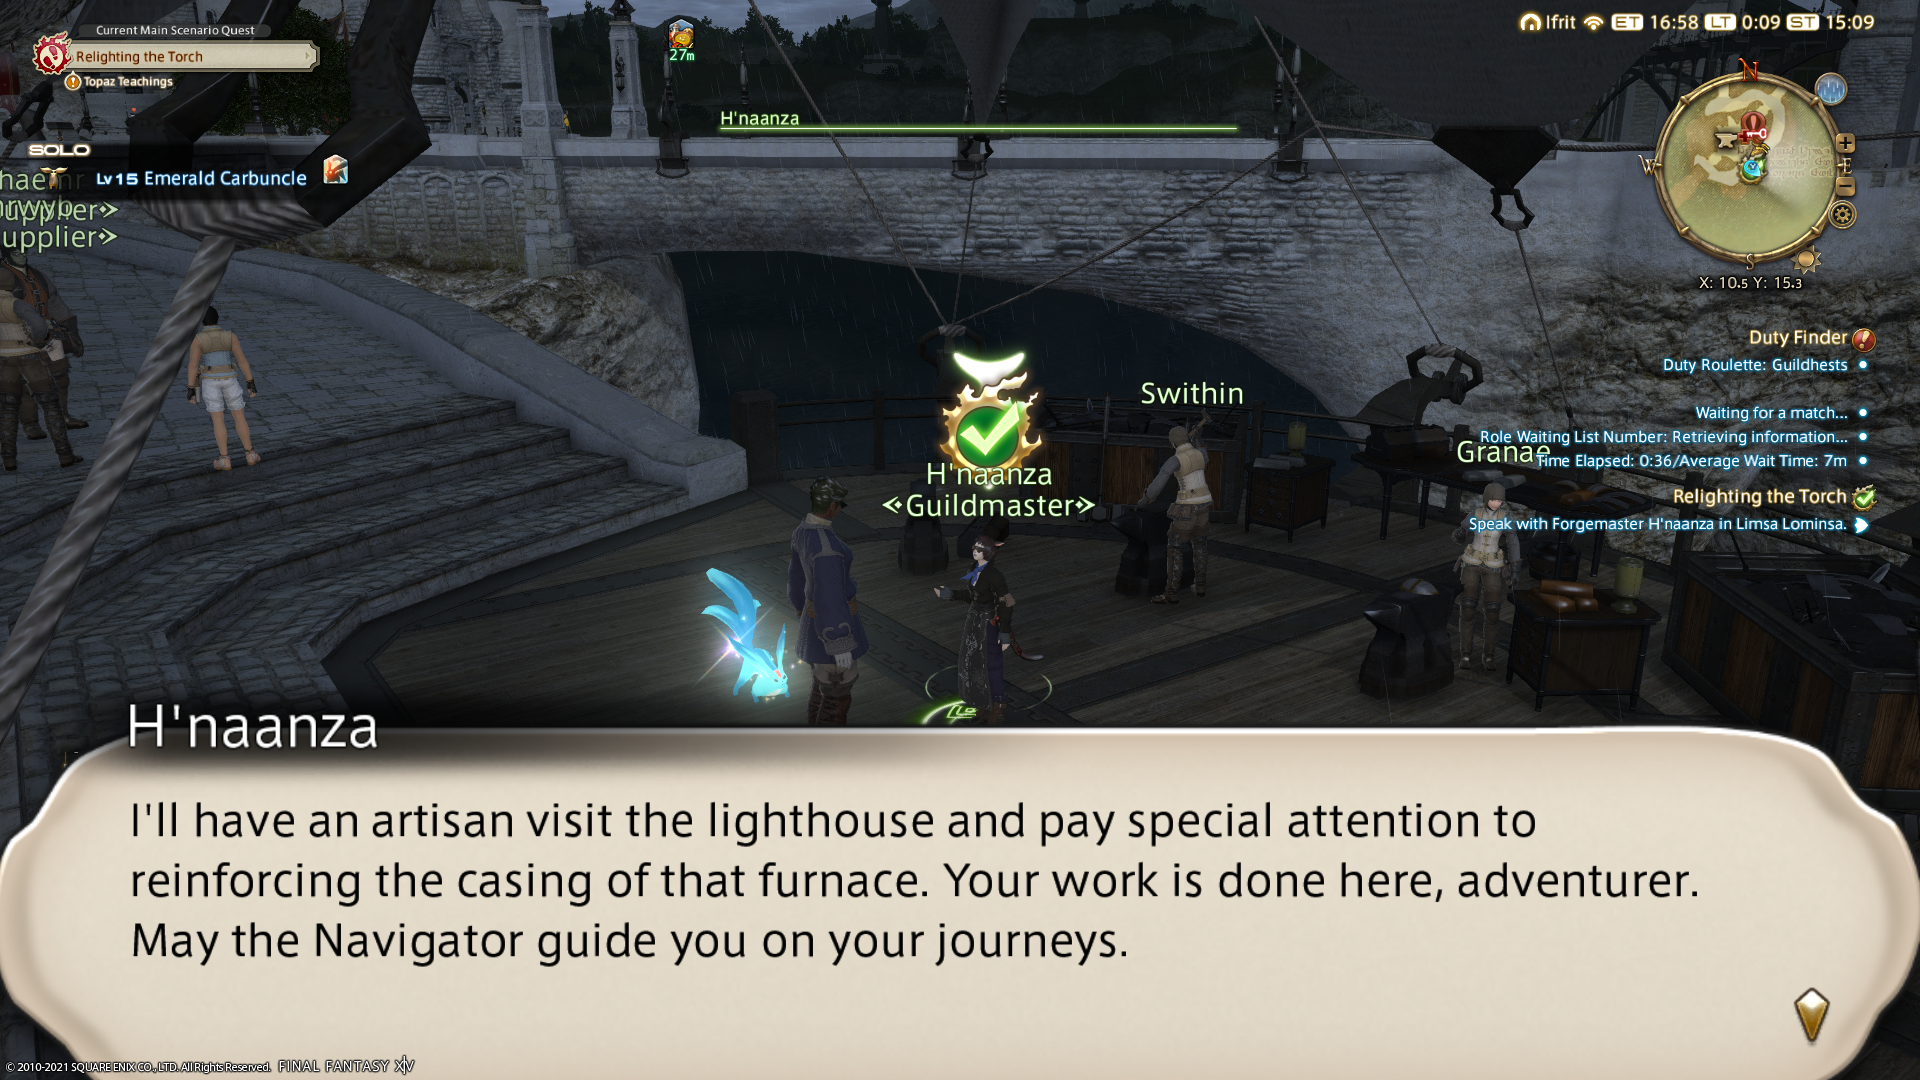 Current Main Scenario Quest
Relighting the Torch
Topaz Teachings
27m
Ifrit ET 16:58 LT 0:09 ST 15:09
H'naanza
N
W
E
S
X: 10.5 Y: 15.3
SOLO
Lv15 Emerald Carbuncle
upplier
upplier
Duty Finder
Duty Roulette: Guildhests
Waiting for a match...
Role Waiting List Number: Retrieving information...
Time Elapsed: 0:36/Average Wait Time: 7m
Relighting the Torch
Speak with Forgemaster H'naanza in Limsa Lominsa.
Swithin
Granae
H'naanza
Guildmaster
H'naanza
I'll have an artisan visit the lighthouse and pay special attention to
reinforcing the casing of that furnace. Your work is done here, adventurer.
May the Navigator guide you on your journeys.
© 2010-2021 SQUARE ENIX CO., LTD. All Rights Reserved. FINAL FANTASY XIV